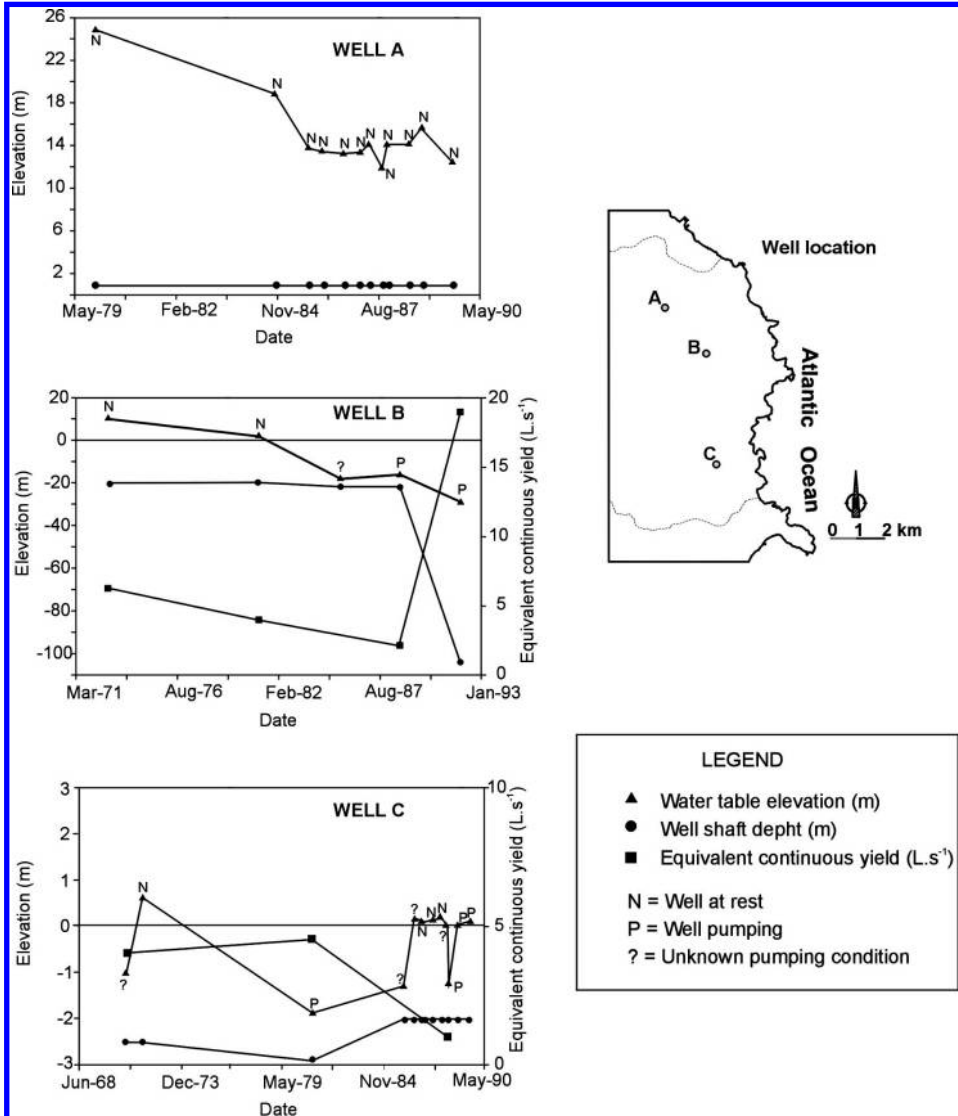 WELL A
Elevation (m)
26
22
18
14
10
6
2
N
N
N
N
N
N
N
N
N
N
N
N
May-79
Feb-82
Nov-84
Aug-87
May-90
Date
Well location
A
B
C
Atlantic Ocean
0 1 2 km
WELL B
Elevation (m)
20
0
-20
-40
-60
-80
-100
N
N
?
P
P
20
15
10
5
0
Equivalent continuous yield (L.s⁻¹)
Mar-71
Aug-76
Feb-82
Aug-87
Jan-93
Date
WELL C
Elevation (m)
3
2
1
0
-1
-2
-3
?
N
P
?
?
N
N
N
?
P
P
P
10
5
0
Equivalent continuous yield (L.s⁻¹)
Jun-68
Dec-73
May-79
Nov-84
May-90
Date
LEGEND
Water table elevation (m)
Well shaft depht (m)
Equivalent continuous yield (L.s⁻¹)
N = Well at rest
P = Well pumping
? = Unknown pumping condition